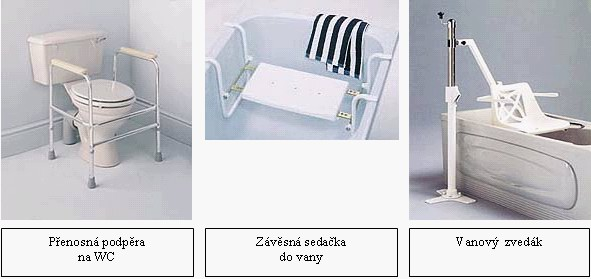 Přenosná podpěra
na WC
Závěsná sedačka
do vany
Vanový zvedák